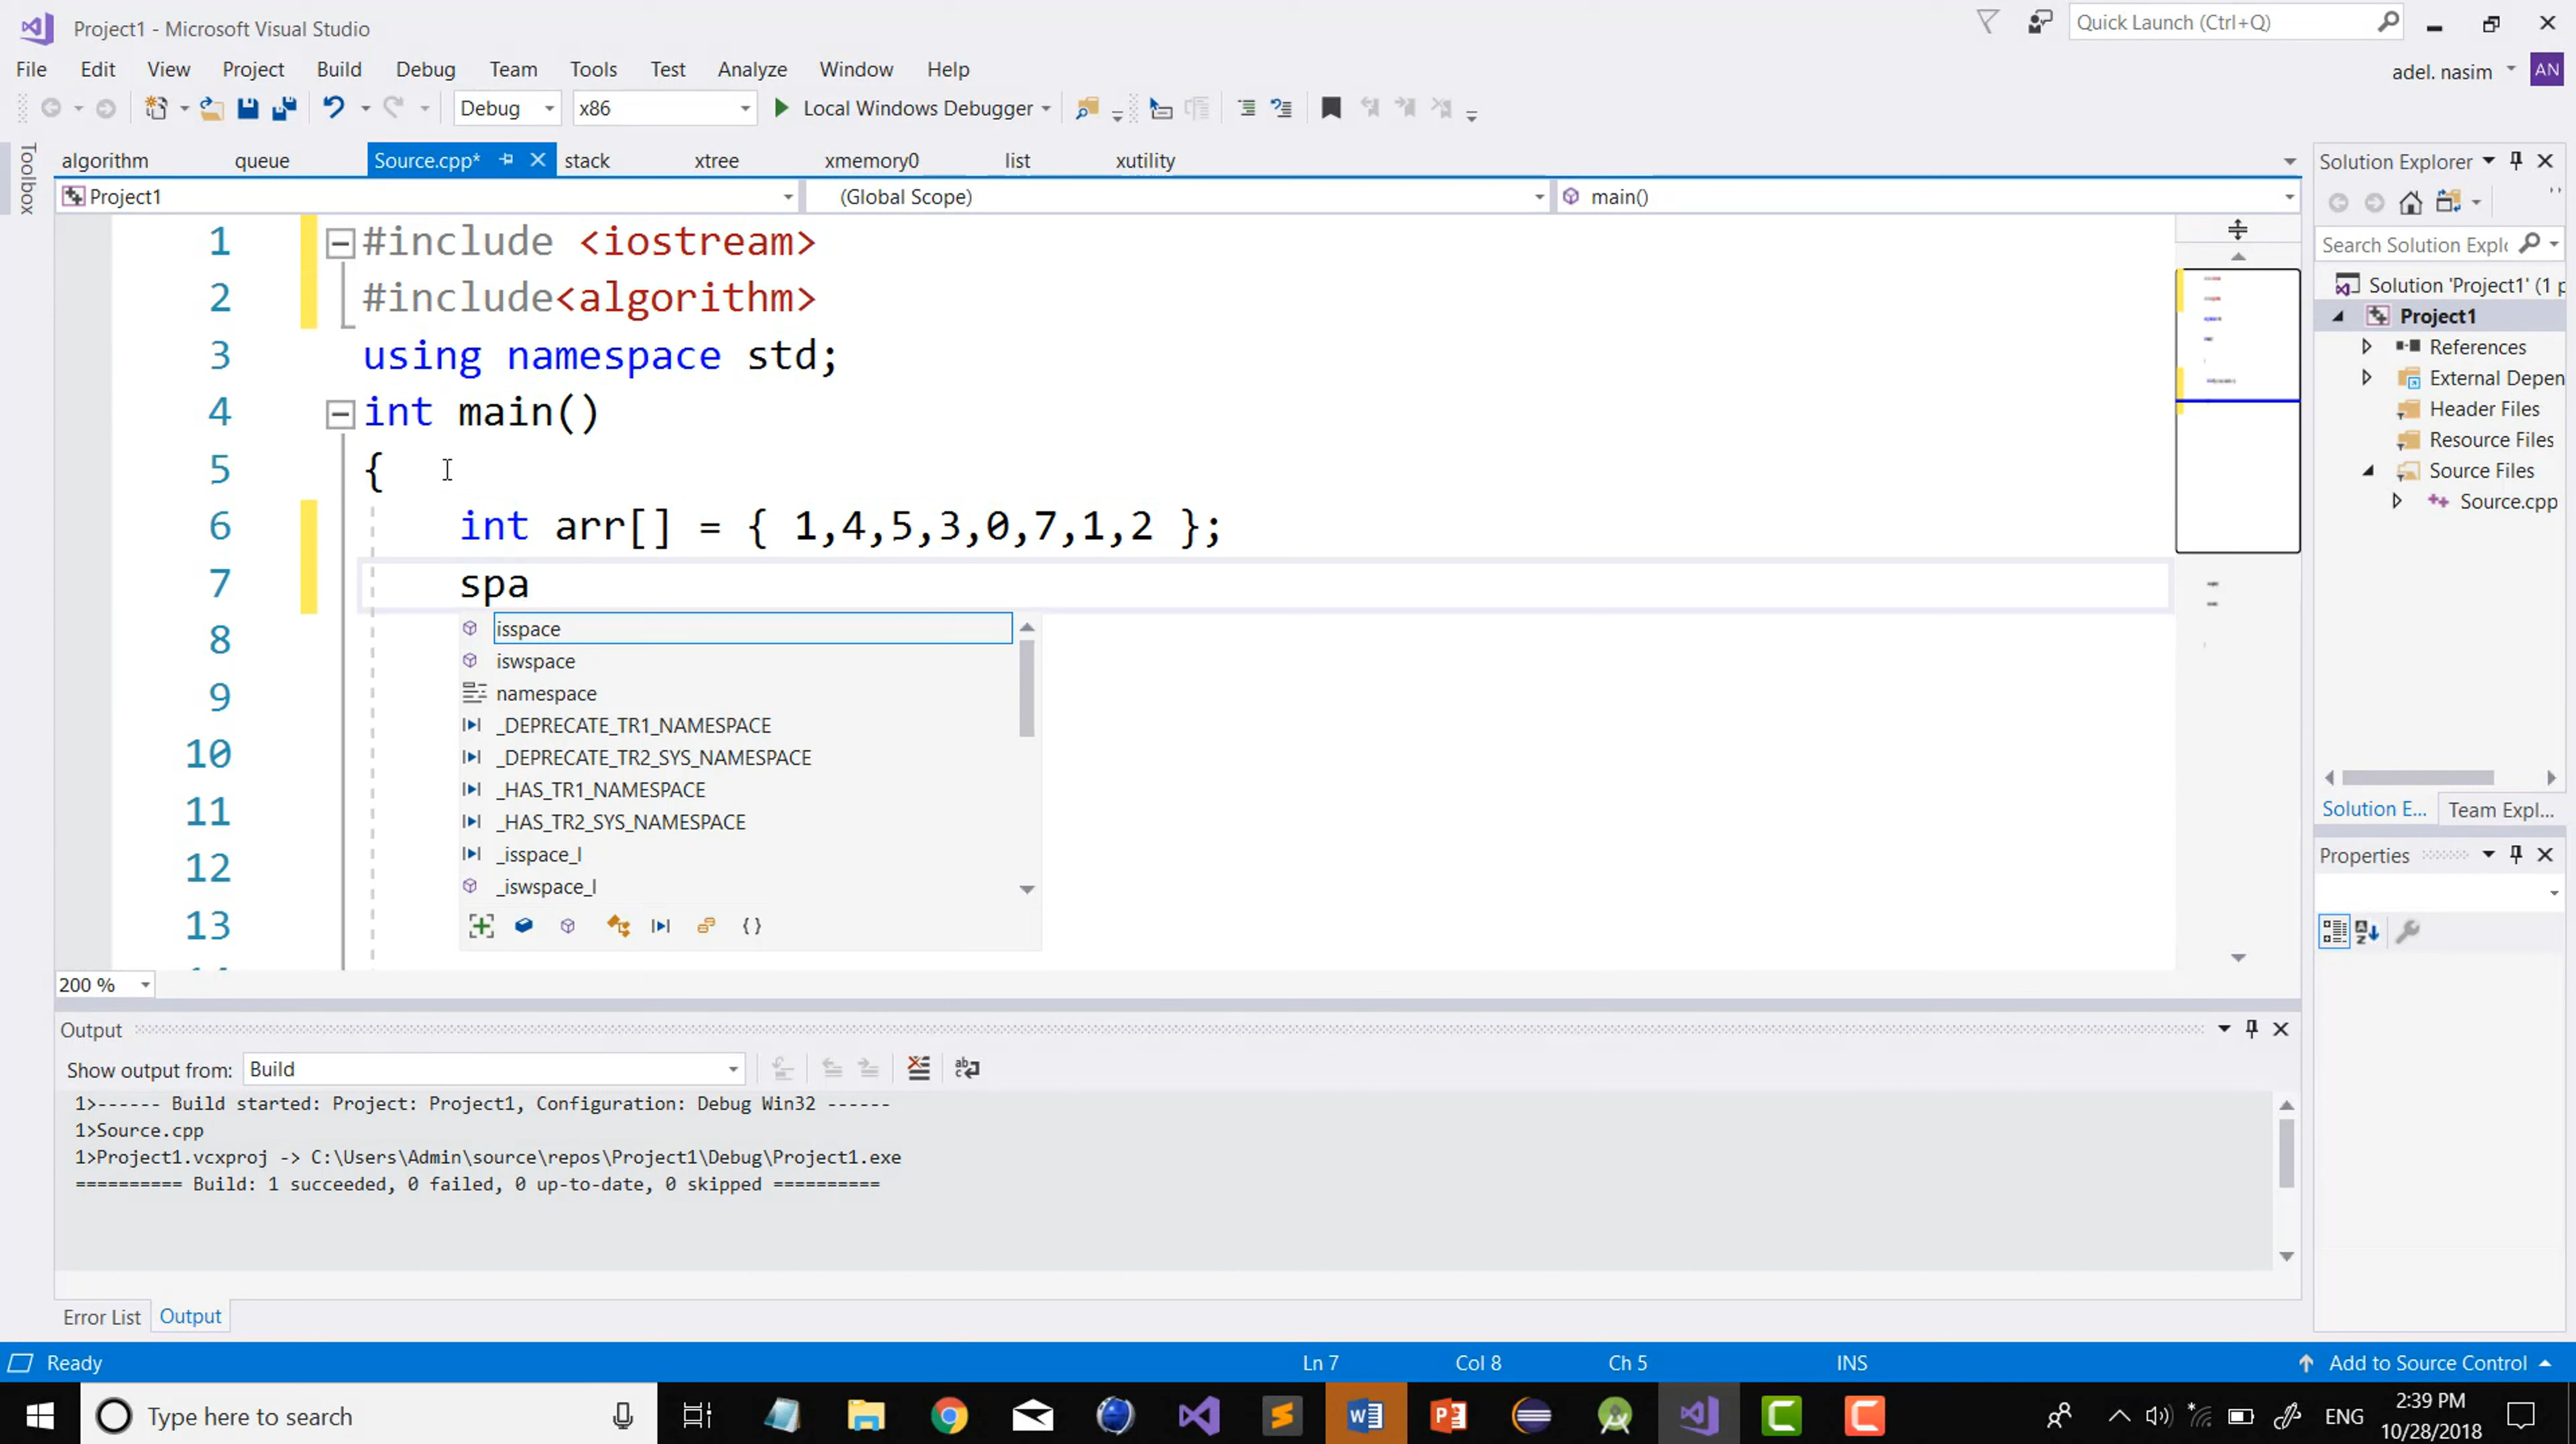 Project1 - Microsoft Visual Studio
Quick Launch (Ctrl+Q)
File Edit View Project Build Debug Team Tools Test Analyze Window Help
adel. nasim AN
Debug x86 Local Windows Debugger
Toolbox
algorithm queue Source.cpp* stack xtree xmemory0 list xutility
Project1 (Global Scope) main()
1 #include <iostream>
2 #include<algorithm>
3 using namespace std;
4 int main()
5 {
6 int arr[] = { 1,4,5,3,0,7,1,2 };
7 spa
8
9
10
11
12
13
isspace
iswspace
namespace
_DEPRECATE_TR1_NAMESPACE
_DEPRECATE_TR2_SYS_NAMESPACE
_HAS_TR1_NAMESPACE
_HAS_TR2_SYS_NAMESPACE
_isspace_l
_iswspace_l
200 %
Solution Explorer
Search Solution Explo
Solution 'Project1' (1 p
Project1
References
External Depen
Header Files
Resource Files
Source Files
Source.cpp
Solution E... Team Expl...
Properties
Output
Show output from: Build
1>------ Build started: Project: Project1, Configuration: Debug Win32 ------
1>Source.cpp
1>Project1.vcxproj -> C:\Users\Admin\source\repos\Project1\Debug\Project1.exe
========== Build: 1 succeeded, 0 failed, 0 up-to-date, 0 skipped ==========
Error List Output
Ready Ln 7 Col 8 Ch 5 INS Add to Source Control
Type here to search
ENG
2:39 PM
10/28/2018